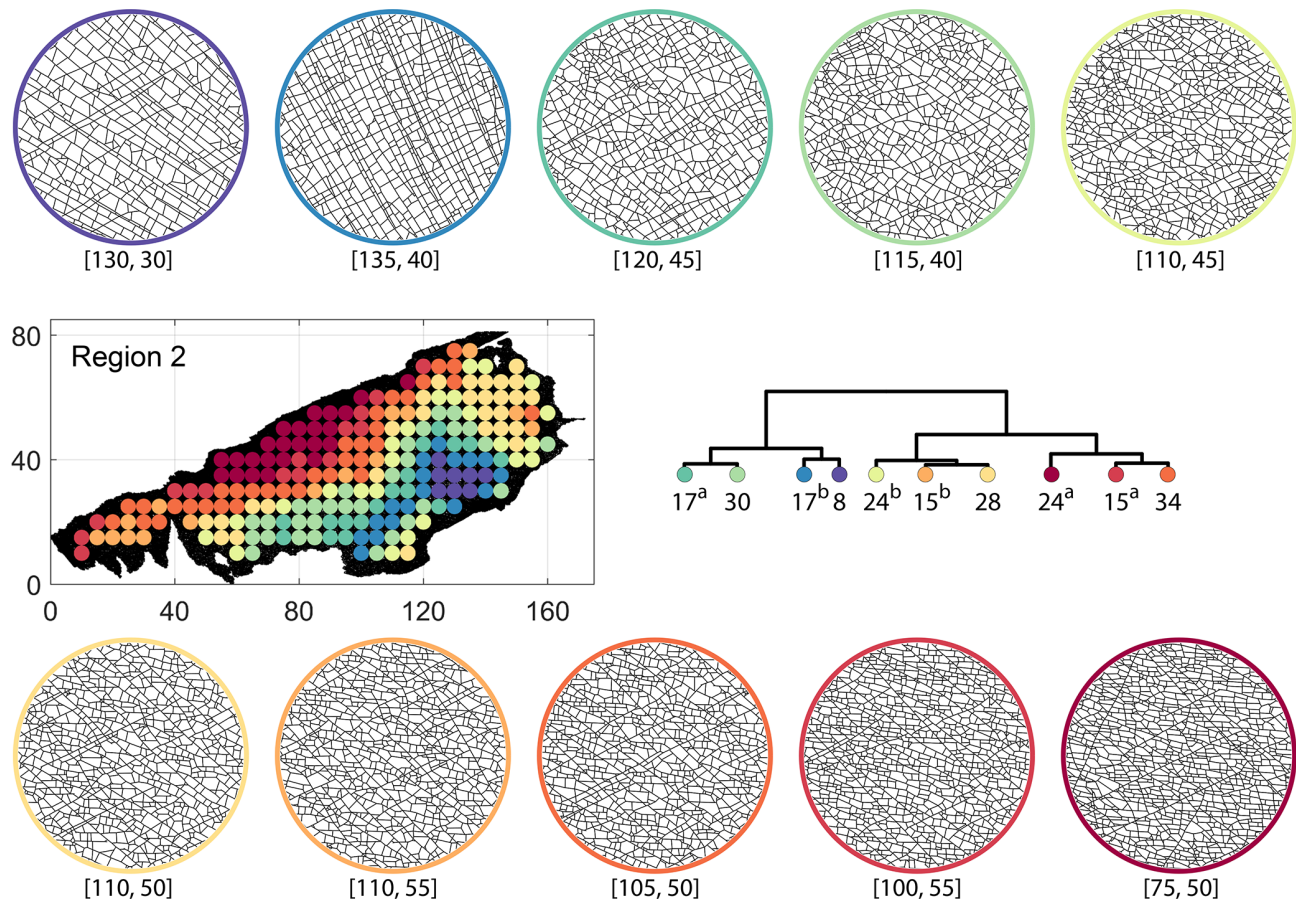 [130, 30] [135, 40] [120, 45] [115, 40] [110, 45]
80
Region 2
40
17a 30 17b 8 24b 15b 28 24a 15a 34
0
0 40 80 120 160
[110, 50] [110, 55] [105, 50] [100, 55] [75, 50]